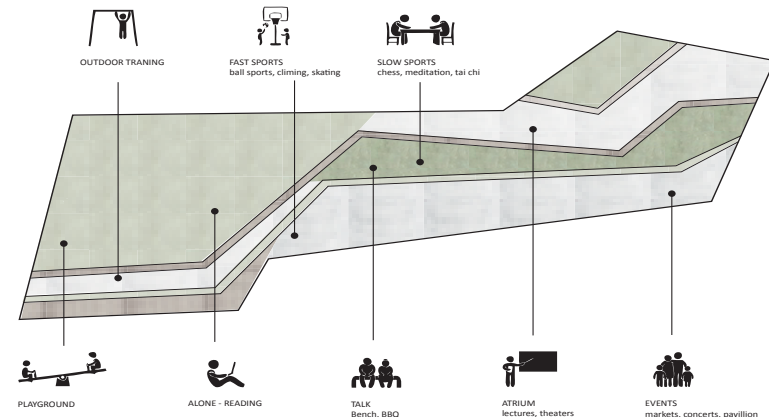 OUTDOOR TRANING
FAST SPORTS
ball sports, climing, skating
SLOW SPORTS
chess, meditation, tai chi
PLAYGROUND
ALONE - READING
TALK
Bench, BBQ
ATRIUM
lectures, theaters
EVENTS
markets, concerts, pavillion